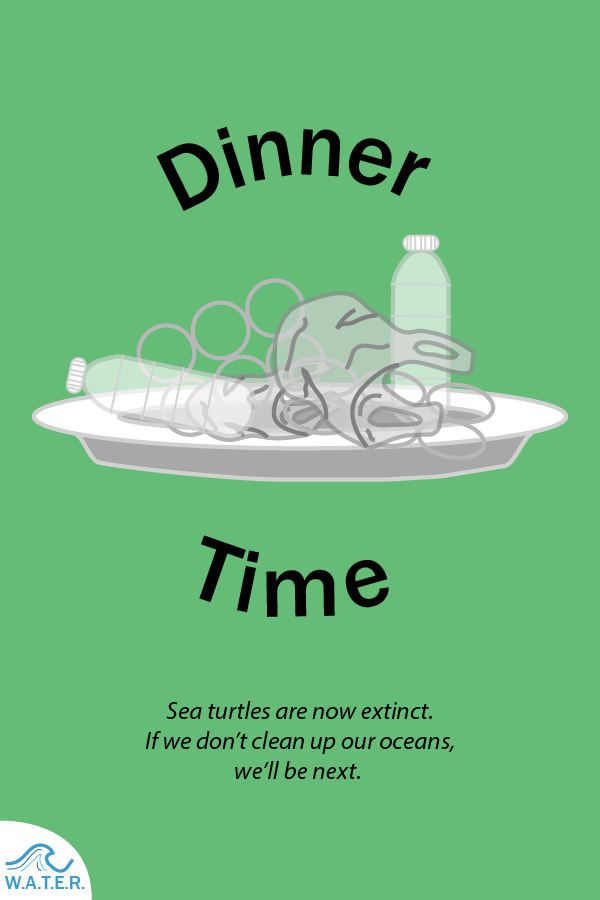 Dinner
Time
Sea turtles are now extinct.
If we don't clean up our oceans,
we'll be next.
W.A.T.E.R.